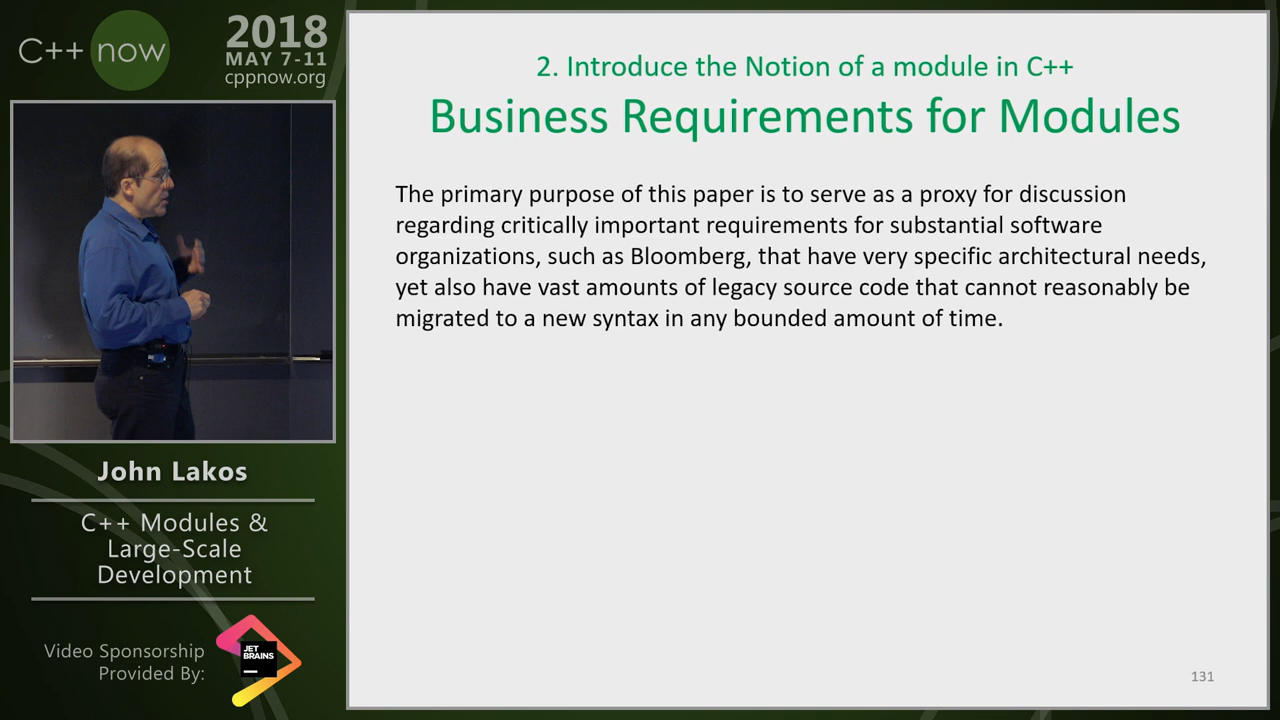 C++ now
2018
MAY 7-11
cppnow.org
John Lakos
C++ Modules &
Large-Scale
Development
Video Sponsorship
Provided By:
JET
BRAINS
2. Introduce the Notion of a module in C++
Business Requirements for Modules
The primary purpose of this paper is to serve as a proxy for discussion
regarding critically important requirements for substantial software
organizations, such as Bloomberg, that have very specific architectural needs,
yet also have vast amounts of legacy source code that cannot reasonably be
migrated to a new syntax in any bounded amount of time.
131